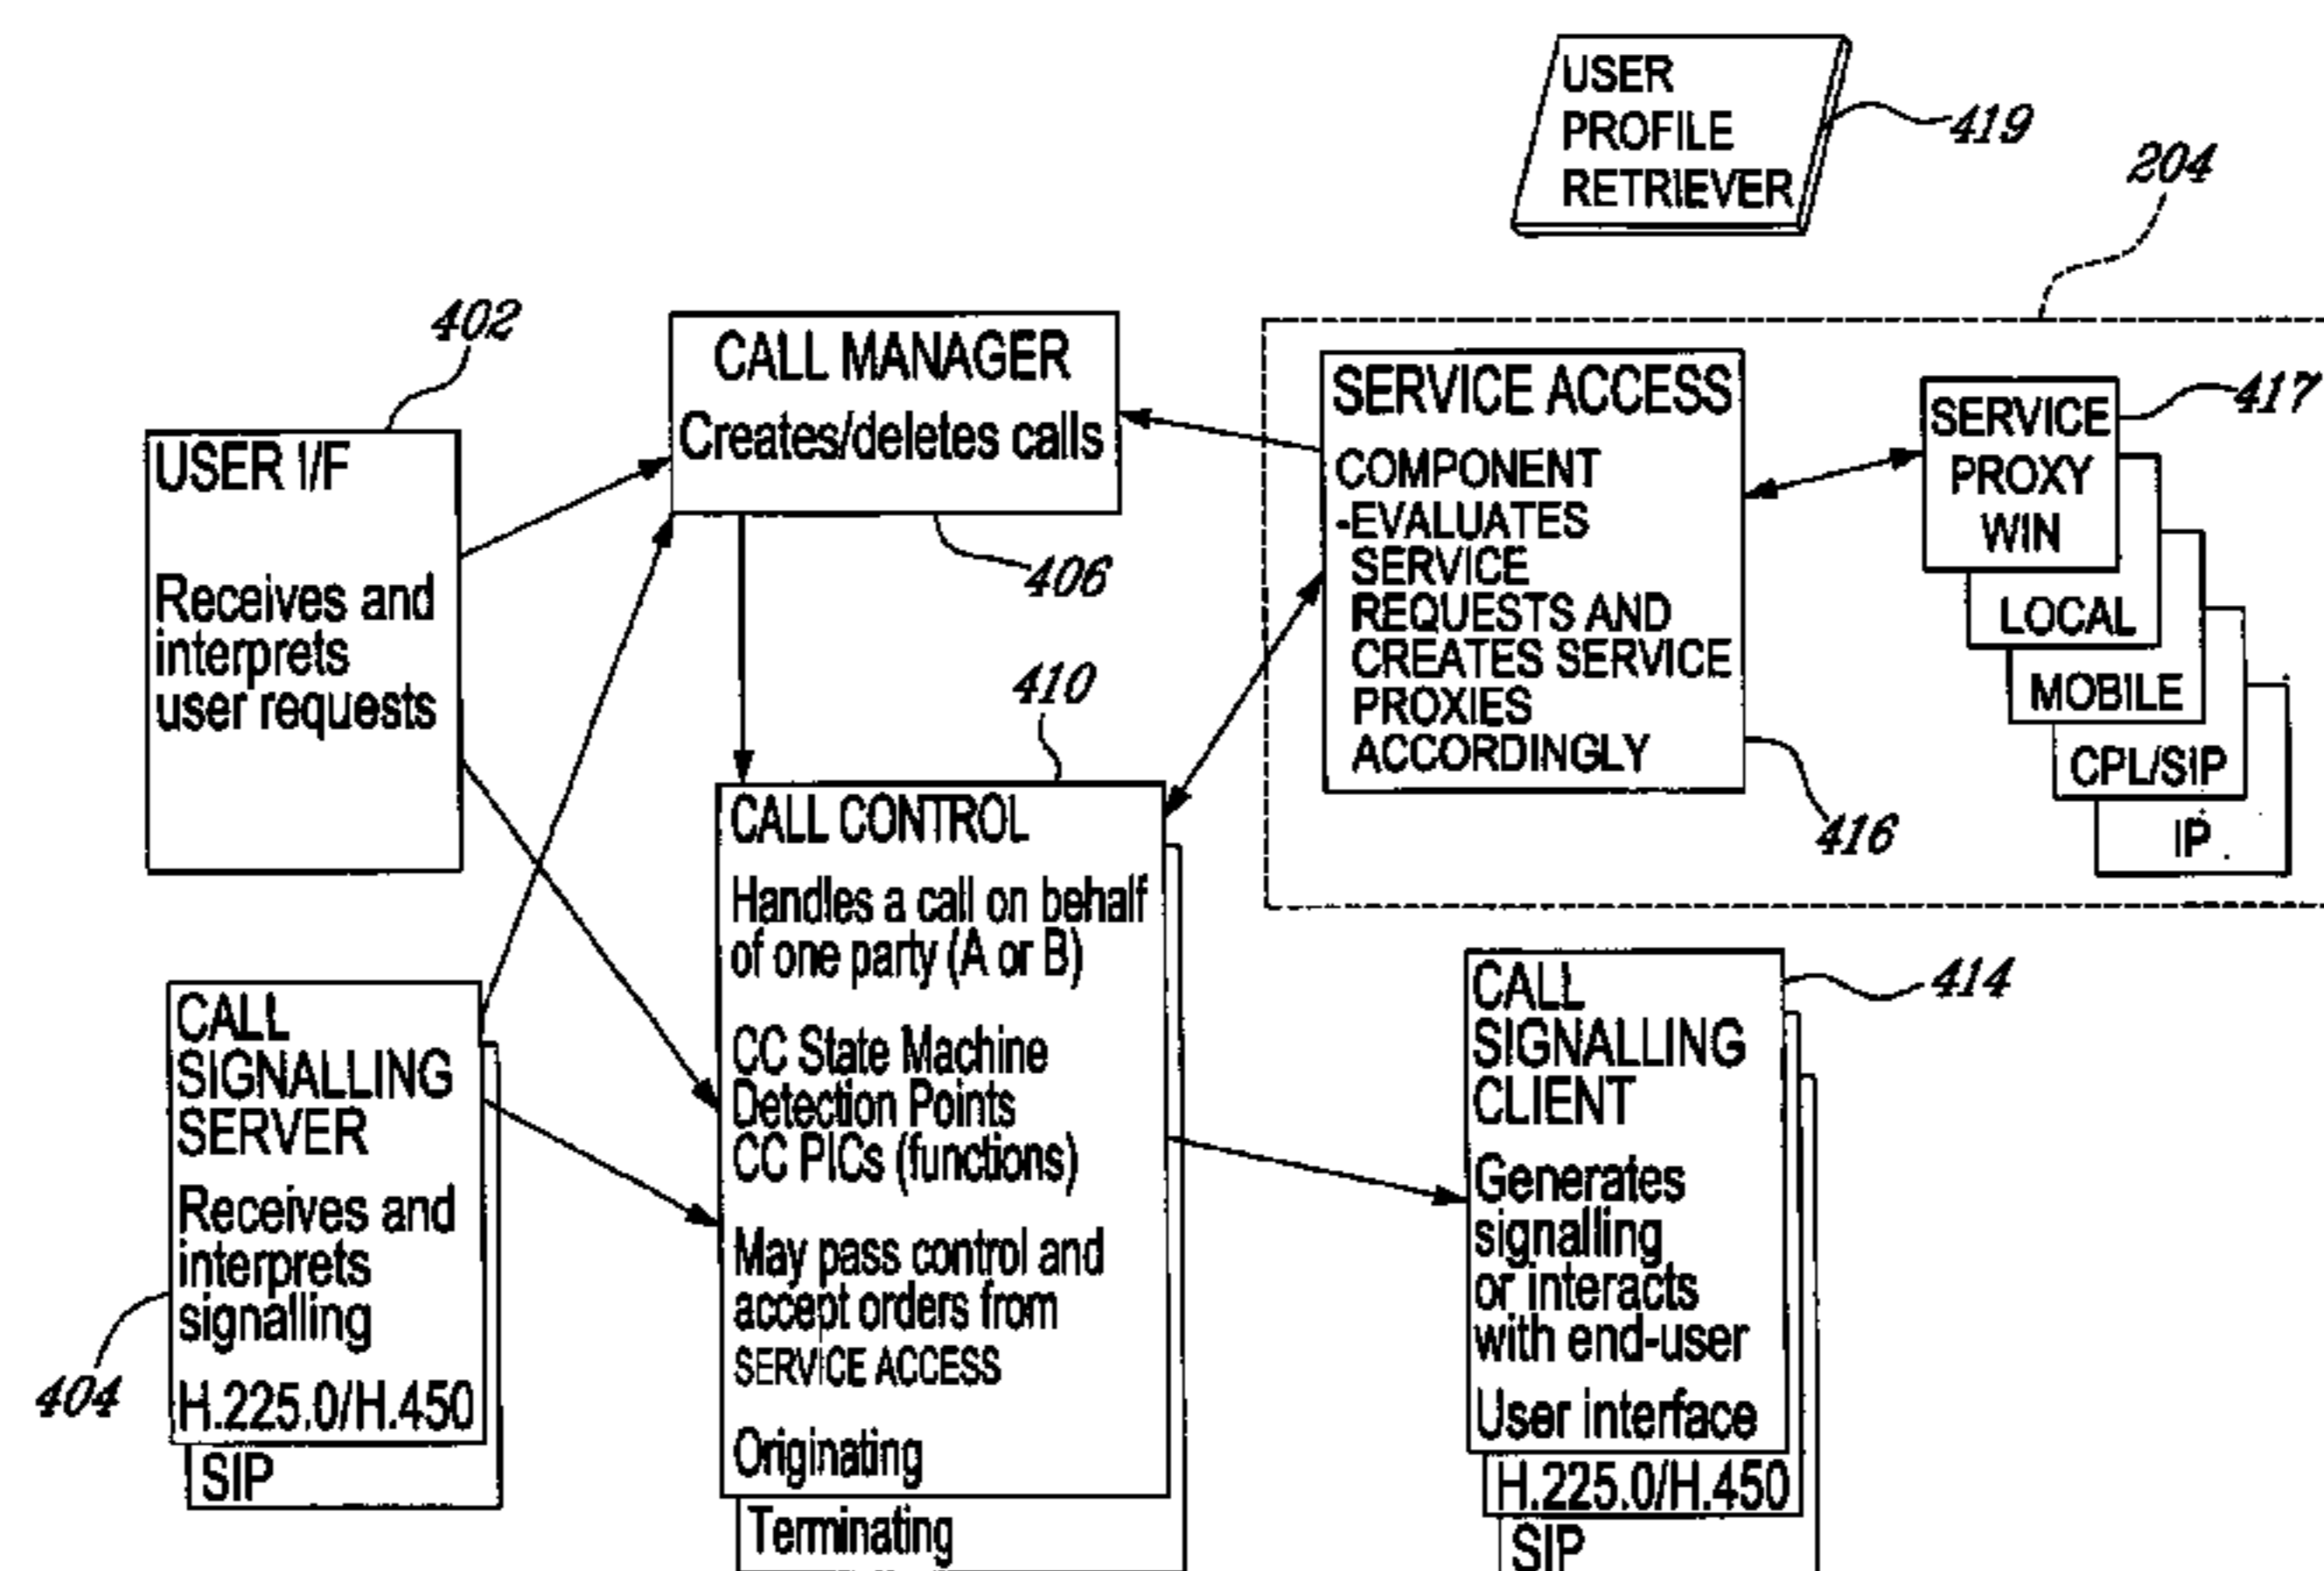 USER
PROFILE
RETRIEVER
419
204
402
CALL MANAGER
Creates/deletes calls
406
USER I/F
Receives and
interprets
user requests
SERVICE ACCESS
COMPONENT
-EVALUATES
SERVICE
REQUESTS AND
CREATES SERVICE
PROXIES
ACCORDINGLY
416
SERVICE
PROXY
WIN
417
LOCAL
MOBILE
CPL/SIP
IP
410
CALL CONTROL
Handles a call on behalf
of one party (A or B)
CC State Machine
Detection Points
CC PICs (functions)
May pass control and
accept orders from
SERVICE ACCESS
Originating
Terminating
CALL
SIGNALLING
SERVER
Receives and
interprets
signalling
H.225.0/H.450
SIP
404
CALL
SIGNALLING
CLIENT
Generates
signalling
or interacts
with end-user
User interface
H.225.0/H.450
SIP
414